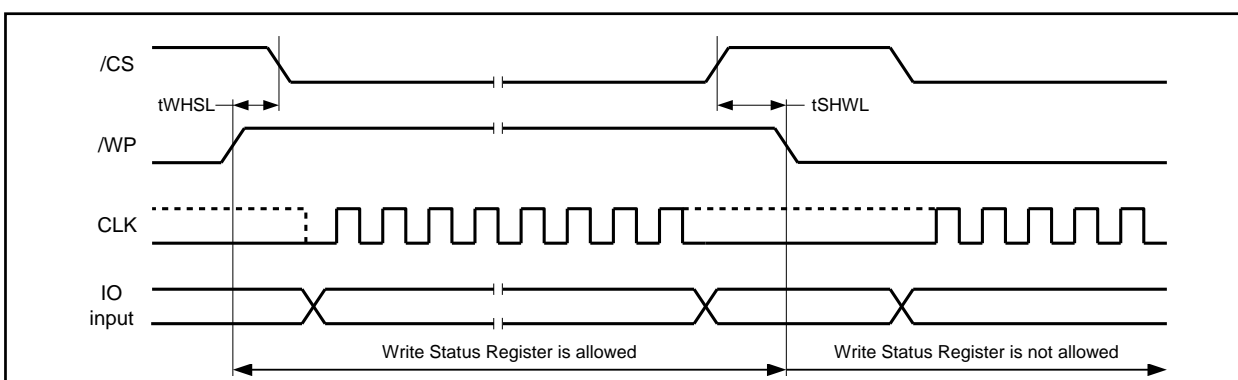 /CS
tWHSL
tSHWL
/WP
CLK
IO
input
Write Status Register is allowed
Write Status Register is not allowed